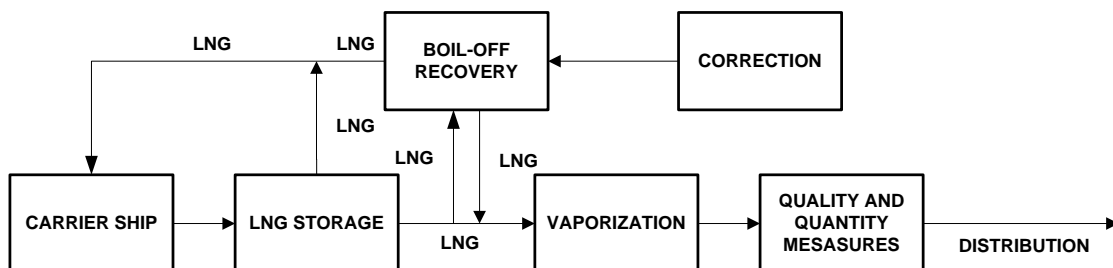 LNG
LNG
BOIL-OFF
RECOVERY
CORRECTION
LNG
LNG
LNG
CARRIER SHIP
LNG STORAGE
LNG
VAPORIZATION
QUALITY AND
QUANTITY
MESASURES
DISTRIBUTION